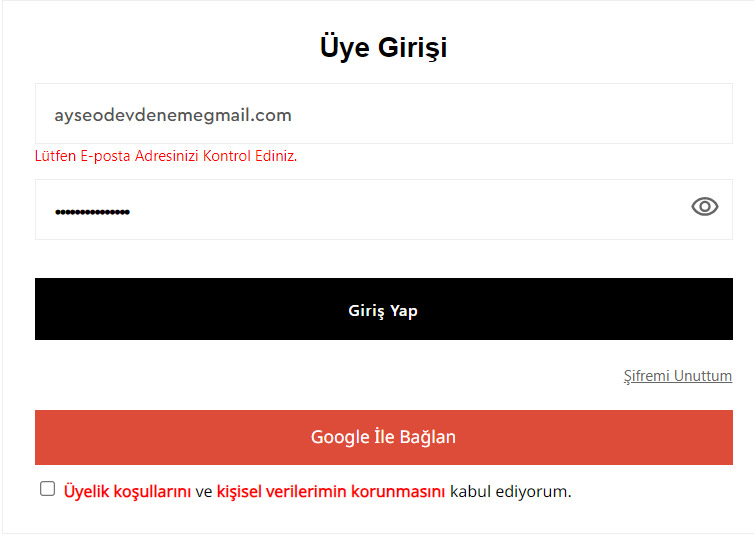 Üye Girişi
ayseodevdenemegmail.com
Lütfen E-posta Adresinizi Kontrol Ediniz.
•••••••••••••••
Giriş Yap
Şifremi Unuttum
Google İle Bağlan
Üyelik koşullarını ve kişisel verilerimin korunmasını kabul ediyorum.